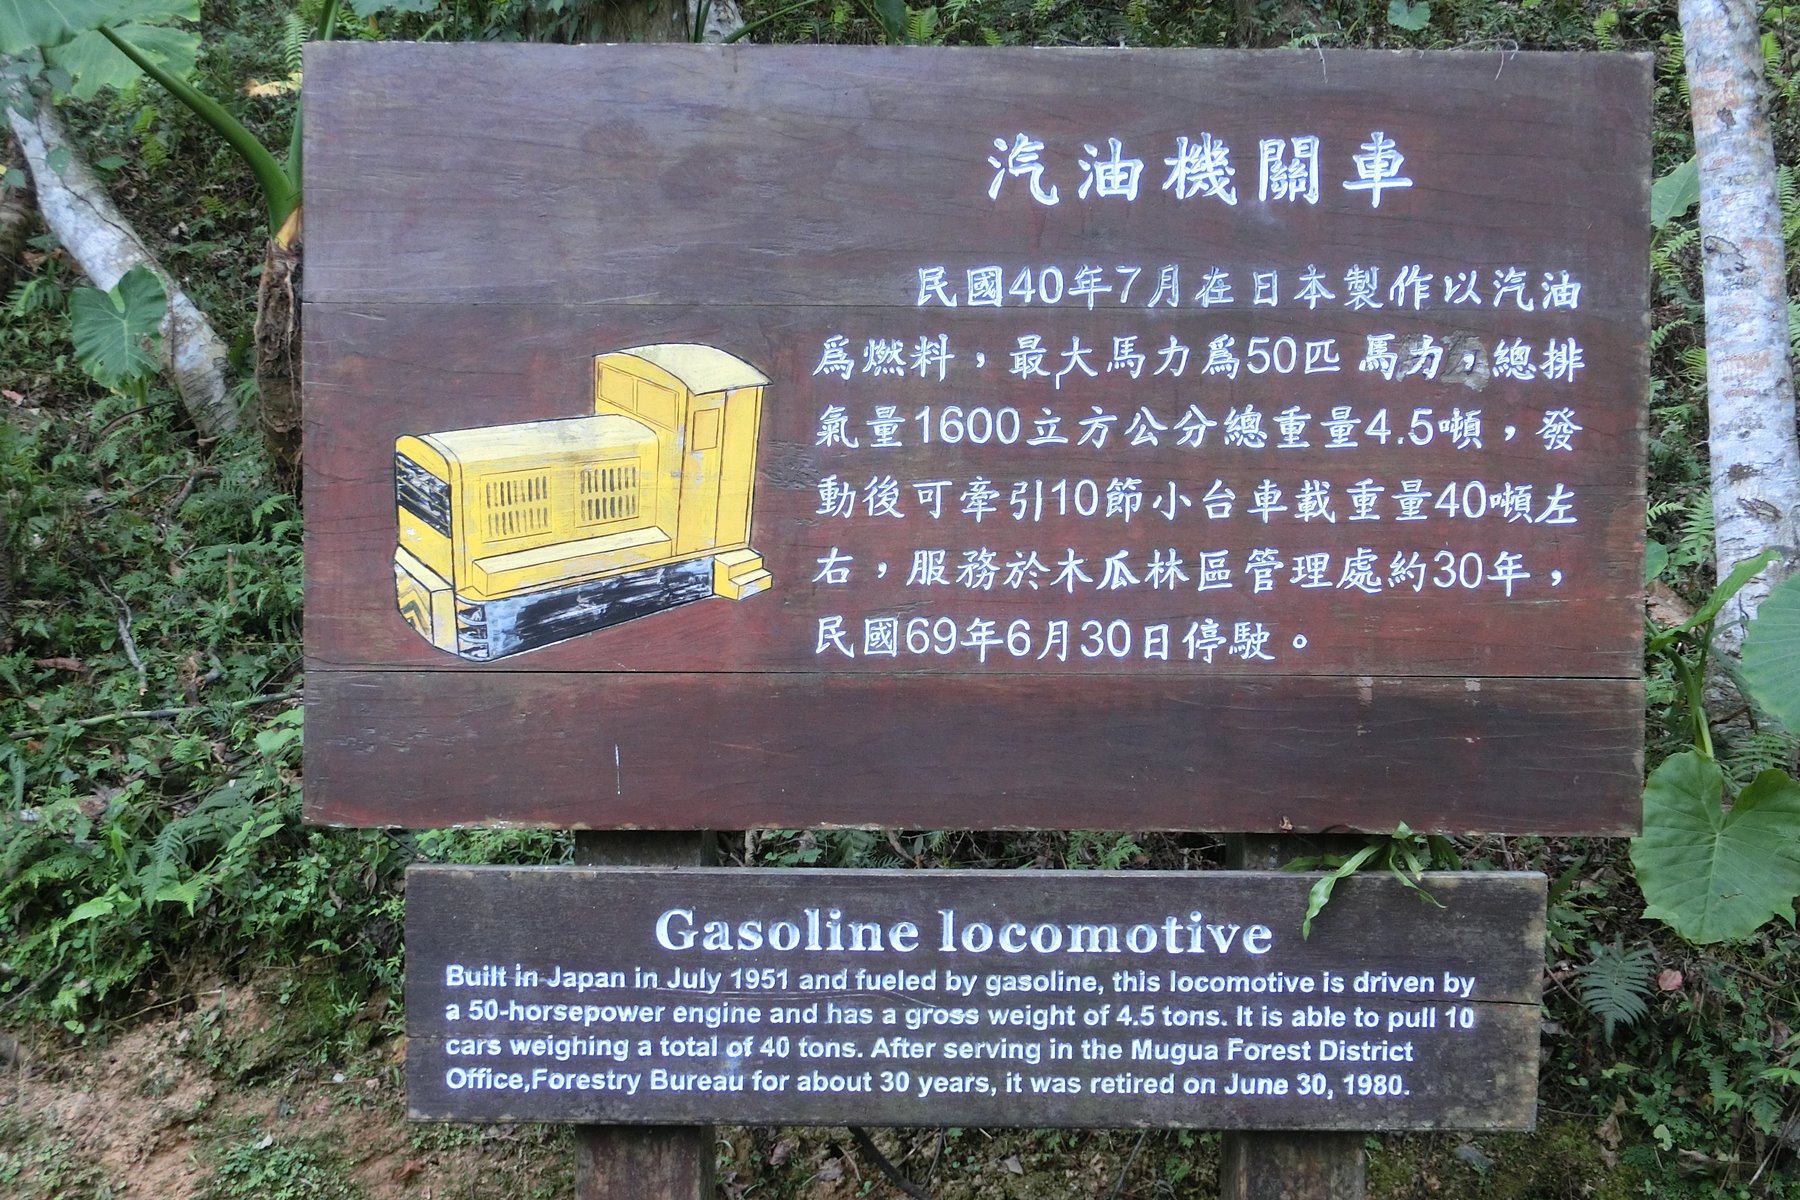 汽油機關車
民國40年7月在日本製作以汽油
爲燃料，最大馬力爲50匹馬力，總排
氣量1600立方公分總重量4.5噸，發
動後可牽引10節小台車載重量40噸左
右，服務於木瓜林區管理處約30年，
民國69年6月30日停駛。
Gasoline locomotive
Built in Japan in July 1951 and fueled by gasoline, this locomotive is driven by
a 50-horsepower engine and has a gross weight of 4.5 tons. It is able to pull 10
cars weighing a total of 40 tons. After serving in the Mugua Forest District
Office,Forestry Bureau for about 30 years, it was retired on June 30, 1980.